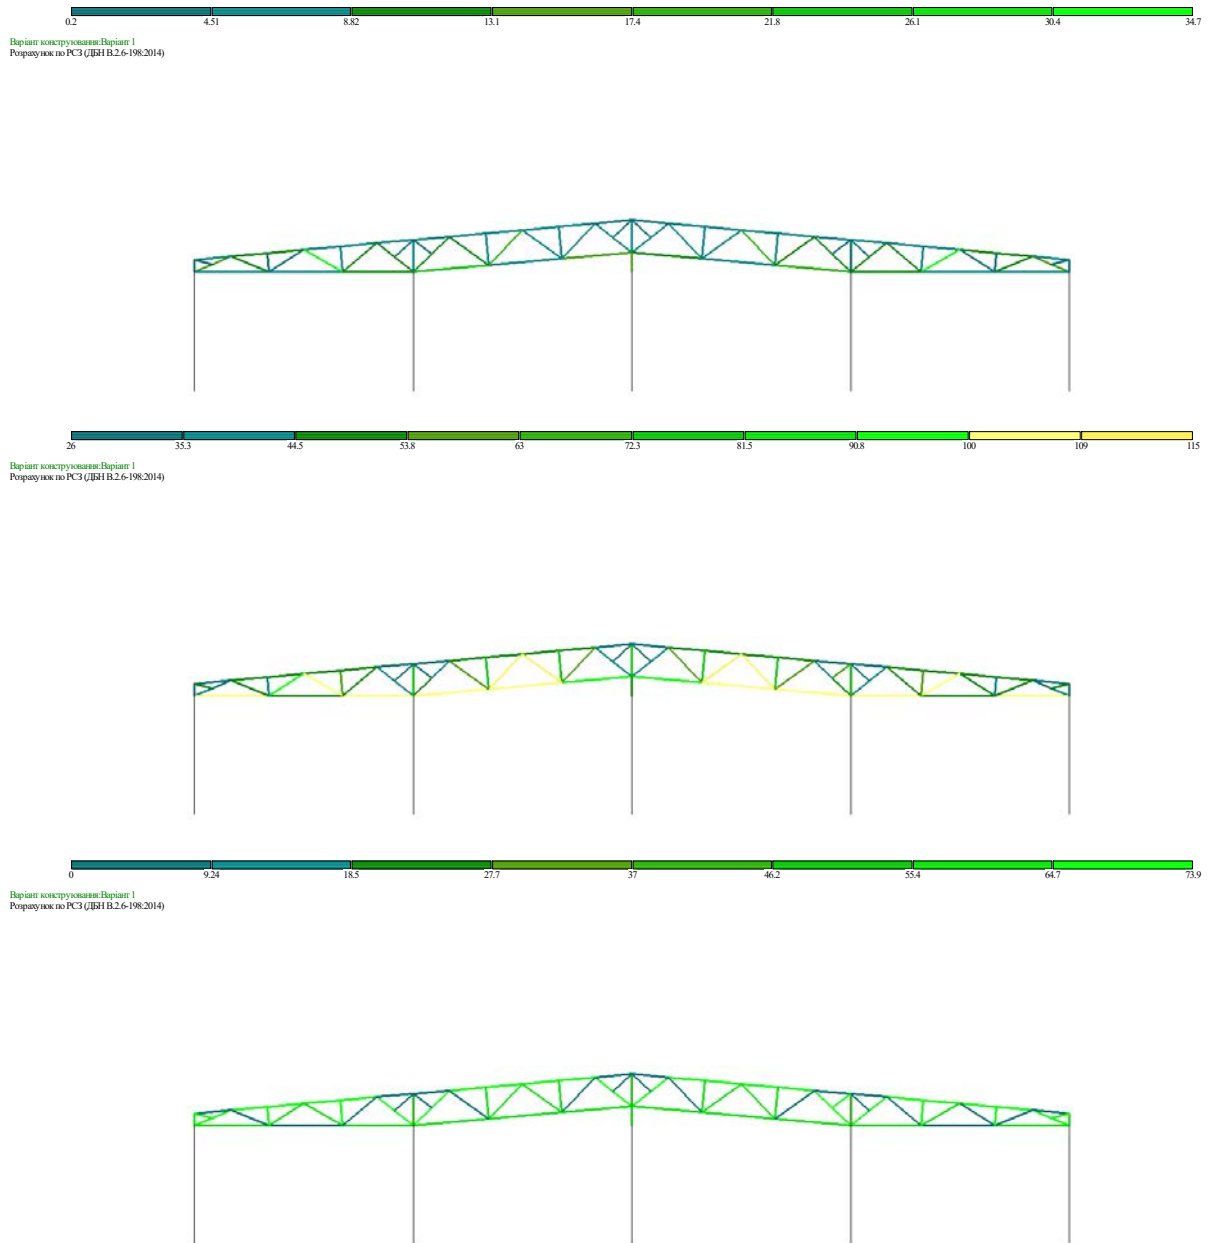 0.2 4.51 8.82 13.1 17.4 21.8 26.1 30.4 34.7
Варіант конструювання:Варіант 1
Розрахунок по РСЗ (ДБН В.2.6-198:2014)
26 35.3 44.5 53.8 63 72.3 81.5 90.8 100 109 115
Варіант конструювання:Варіант 1
Розрахунок по РСЗ (ДБН В.2.6-198:2014)
0 9.24 18.5 27.7 37 46.2 55.4 64.7 73.9
Варіант конструювання:Варіант 1
Розрахунок по РСЗ (ДБН В.2.6-198:2014)